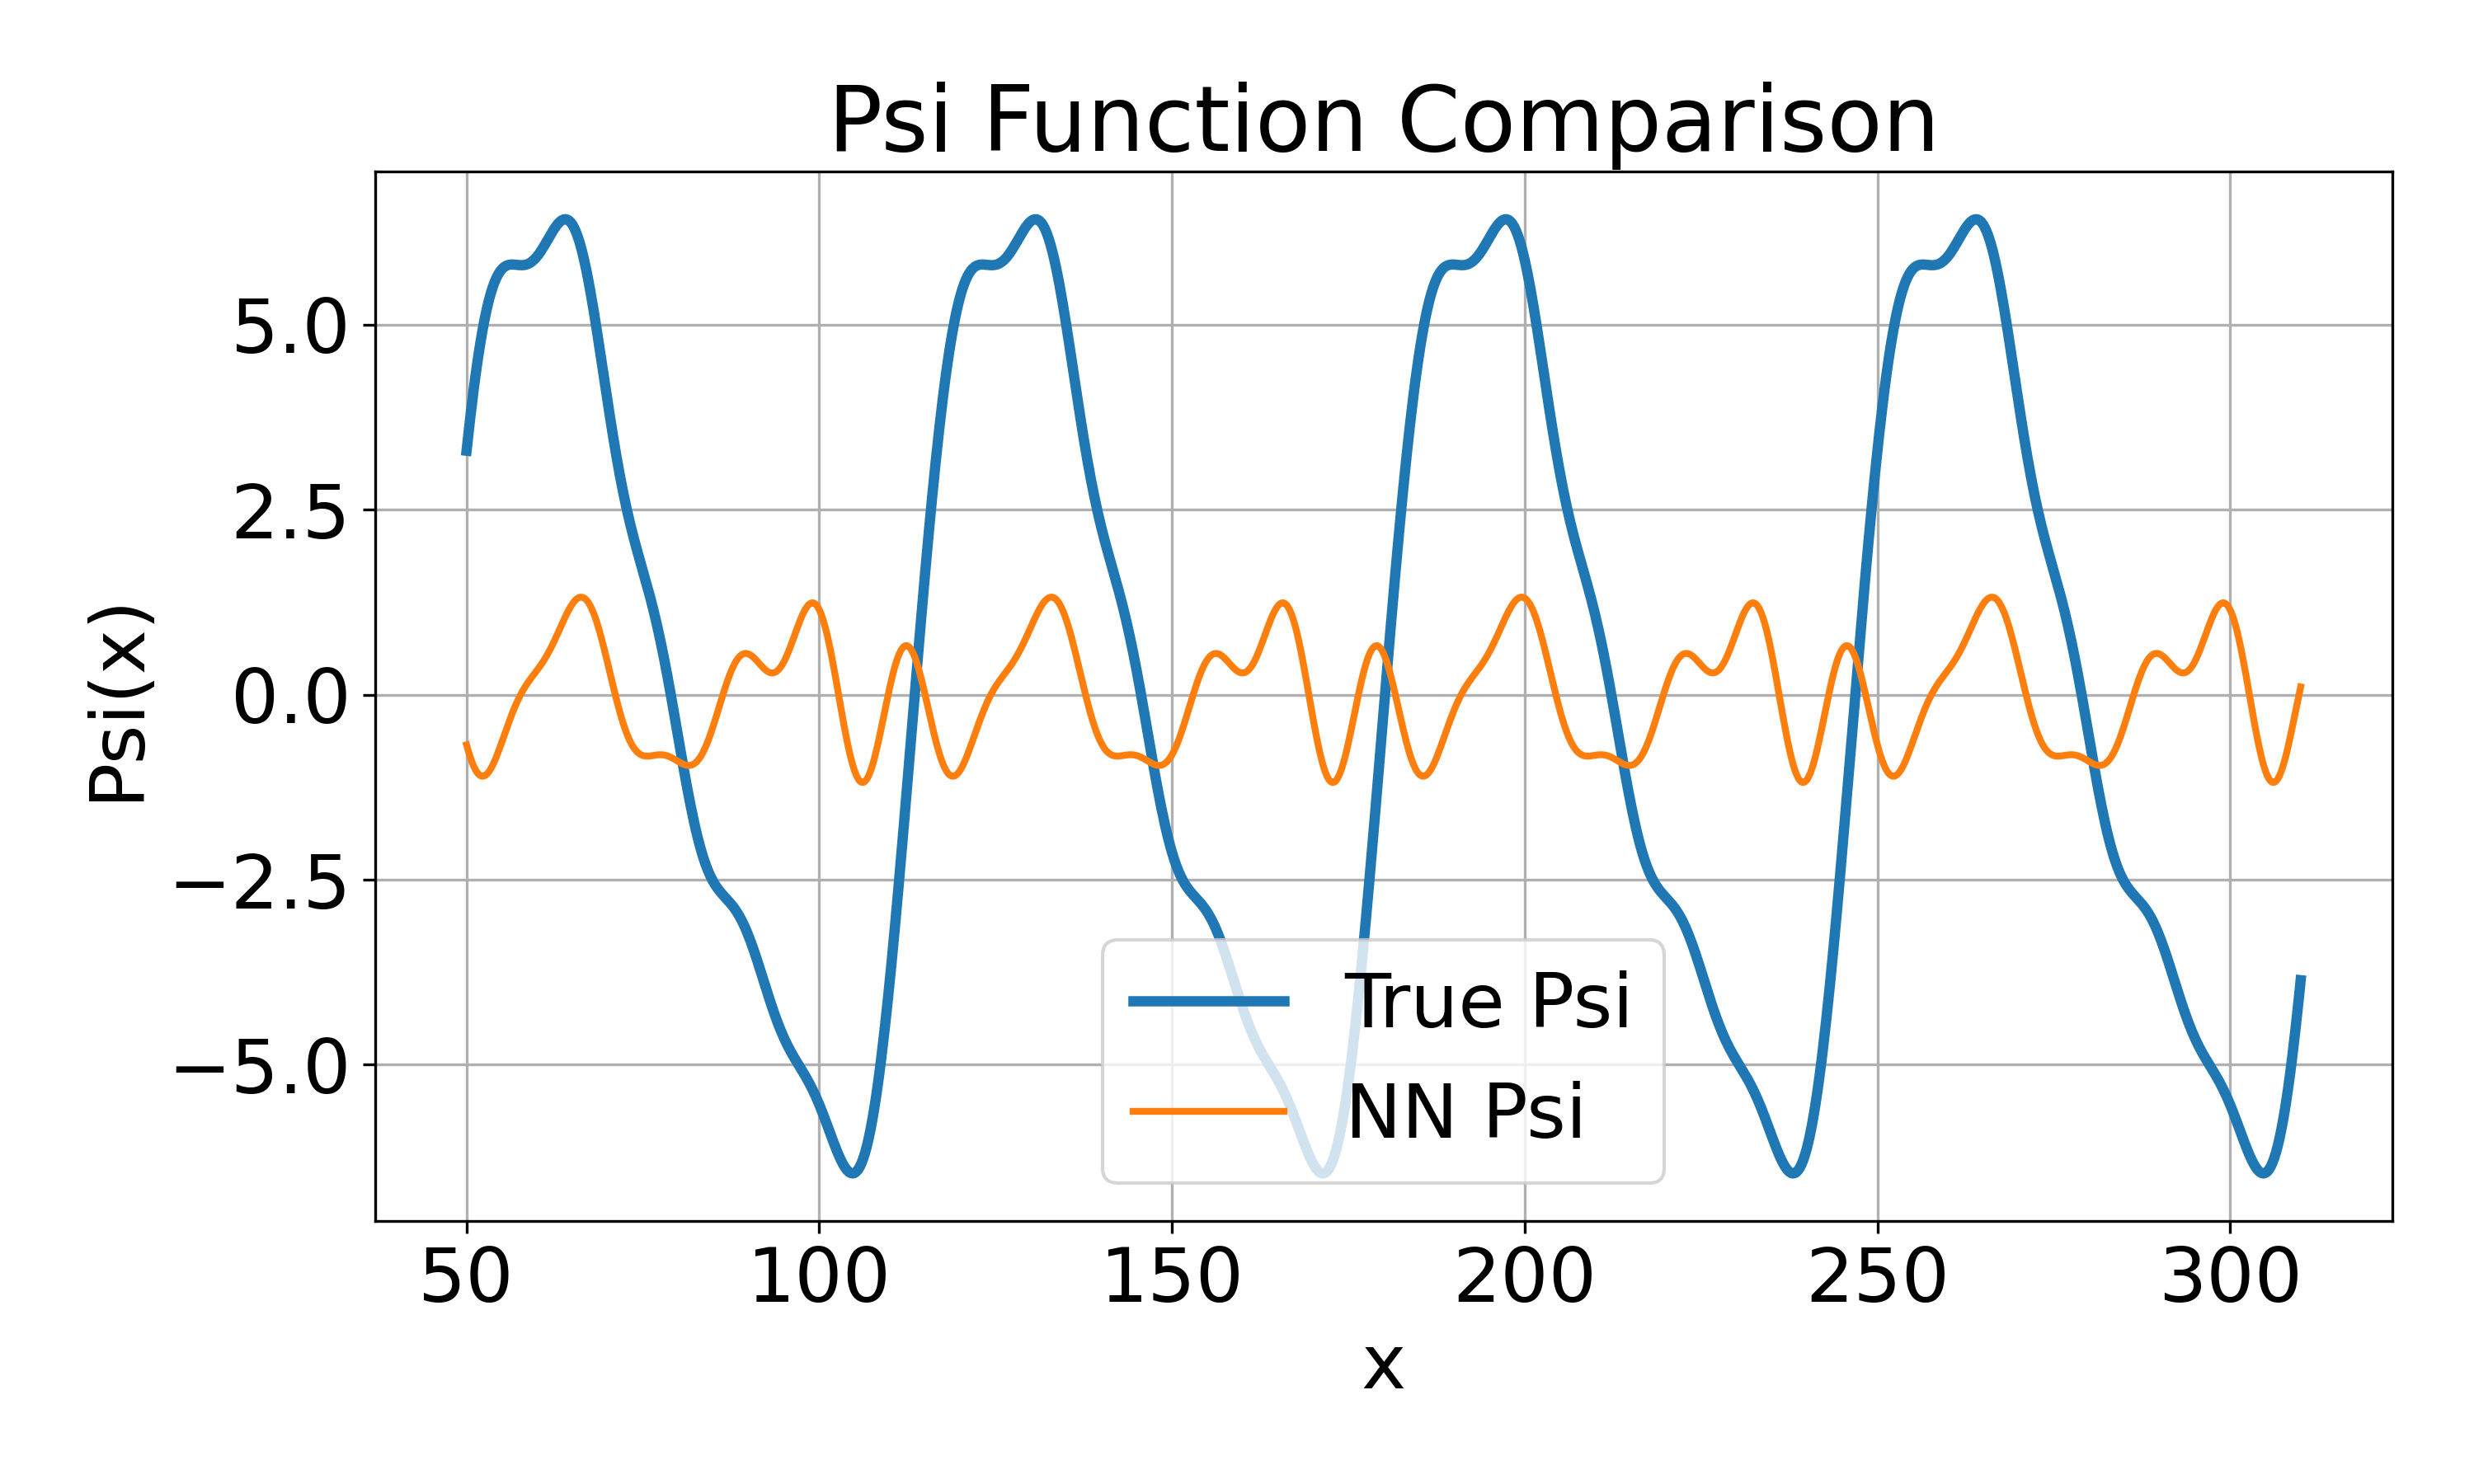 Psi Function Comparison
Psi(x)
5.0
2.5
0.0
−2.5
−5.0
True Psi
NN Psi
50 100 150 200 250 300
x